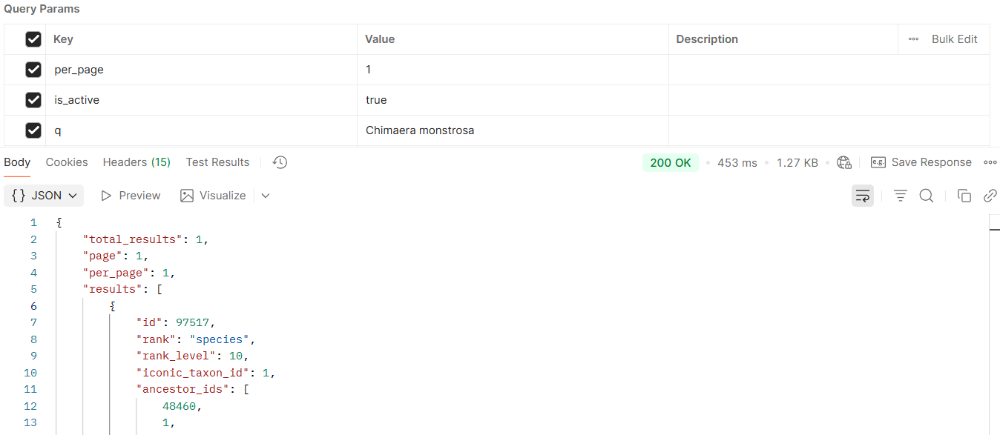 Query Params
Key Value Description Bulk Edit
per_page 1
is_active true
q Chimaera monstrosa
Body Cookies Headers (15) Test Results 200 OK 453 ms 1.27 KB e.g. Save Response
{} JSON Preview Visualize
1 {
2 "total_results": 1,
3 "page": 1,
4 "per_page": 1,
5 "results": [
6 {
7 "id": 97517,
8 "rank": "species",
9 "rank_level": 10,
10 "iconic_taxon_id": 1,
11 "ancestor_ids": [
12 48460,
13 1,